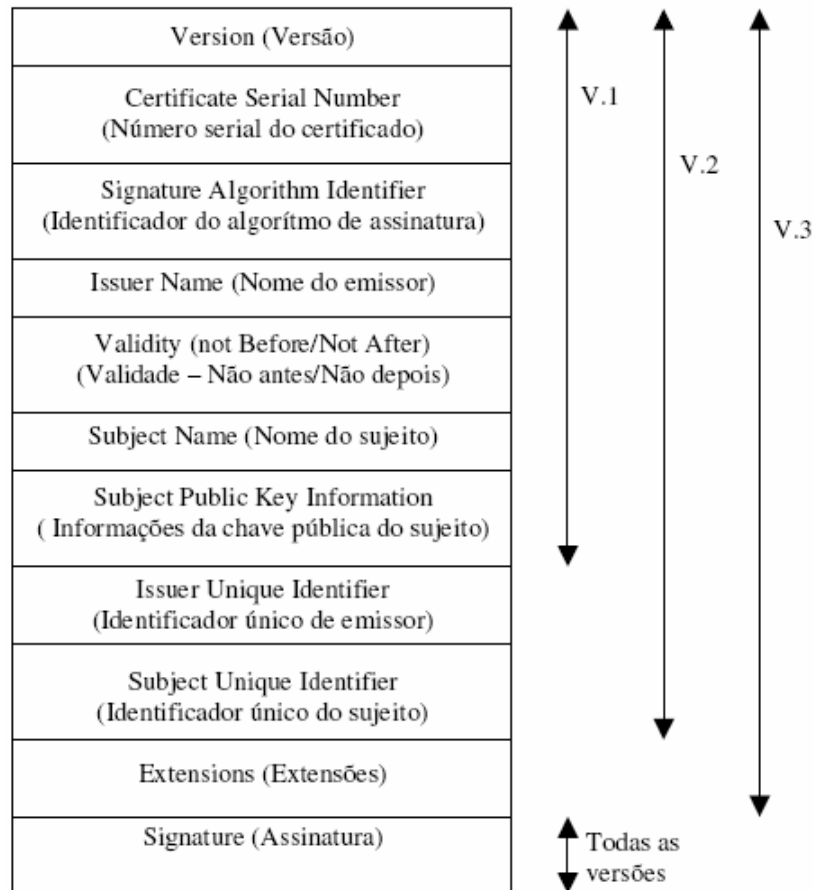 Version (Versão)
Certificate Serial Number
(Número serial do certificado)
Signature Algorithm Identifier
(Identificador do algorítmo de assinatura)
Issuer Name (Nome do emissor)
Validity (not Before/Not After)
(Validade – Não antes/Não depois)
Subject Name (Nome do sujeito)
Subject Public Key Information
( Informações da chave pública do sujeito)
Issuer Unique Identifier
(Identificador único de emissor)
Subject Unique Identifier
(Identificador único do sujeito)
Extensions (Extensões)
Signature (Assinatura)
V.1
V.2
V.3
Todas as
versões